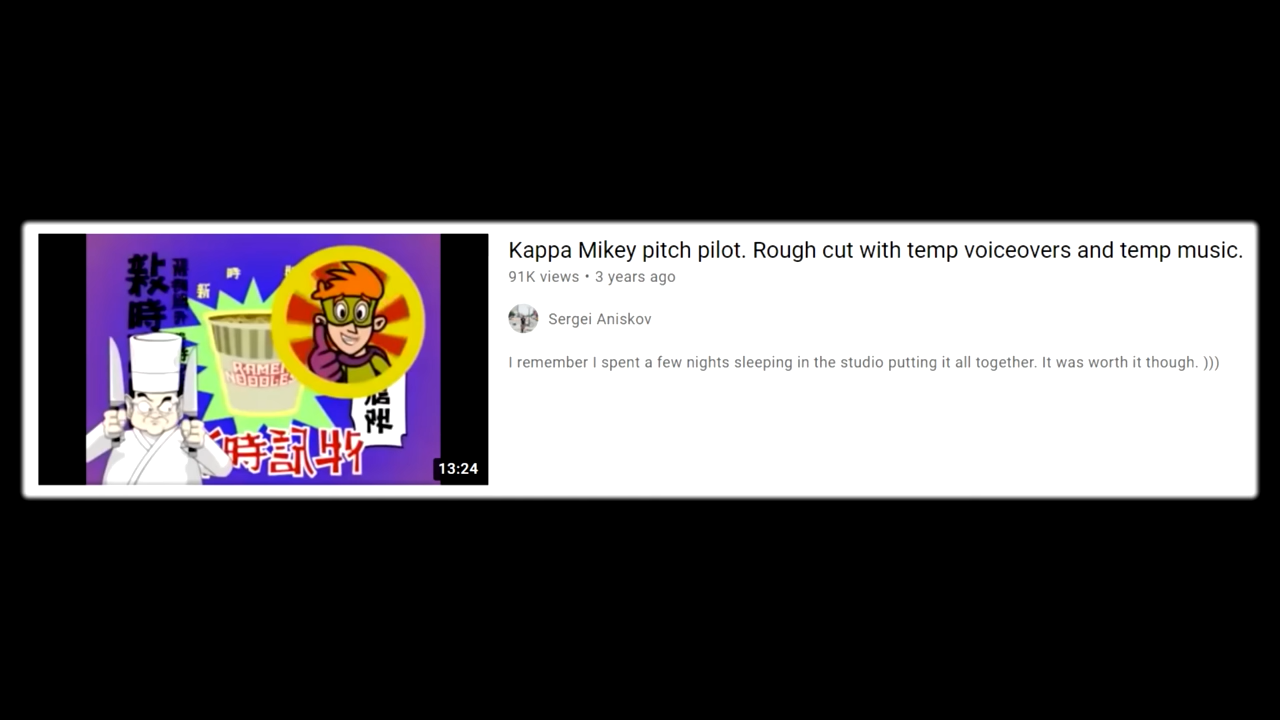 Kappa Mikey pitch pilot. Rough cut with temp voiceovers and temp music.
91K views • 3 years ago
Sergei Aniskov
I remember I spent a few nights sleeping in the studio putting it all together. It was worth it though. )))
新
時
RAMEN
NOODLES
13:24